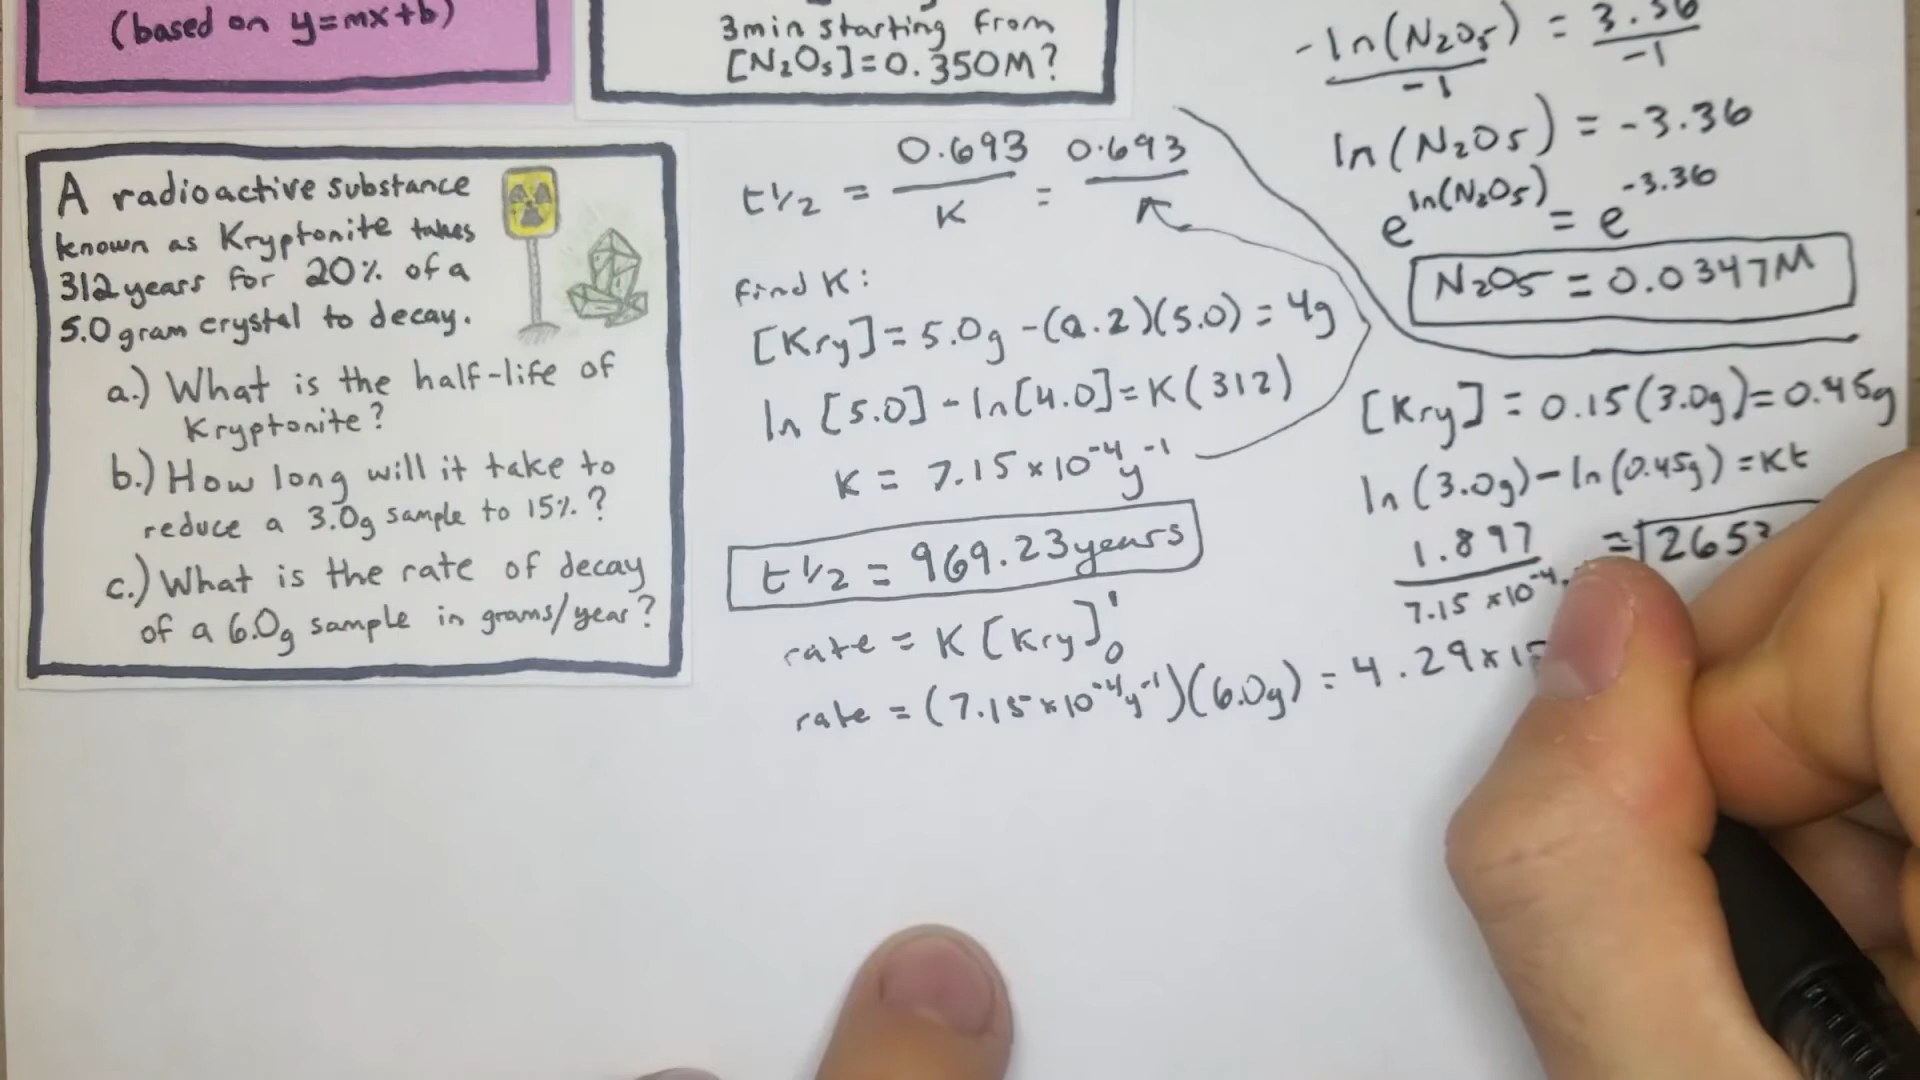 (based on y=mx+b)
3min starting from
[N₂O₅]=0.350M?
A radioactive substance
known as Kryptonite takes
312 years for 20% of a
5.0 gram crystal to decay.
a.) What is the half-life of
Kryptonite?
b.) How long will it take to
reduce a 3.0g sample to 15%?
c.) What is the rate of decay
of a 6.0g sample in grams/year?
t½ = 0.693/K = 0.693/
find K:
[Kry] = 5.0g - (0.2)(5.0) = 4g
ln [5.0] - ln[4.0] = K(312)
K = 7.15 × 10⁻⁴ y⁻¹
t½ = 969.23 years
rate = K [Kry]₀¹
rate = (7.15 × 10⁻⁴ y⁻¹)(6.0g) = 4.29 ×
-ln(N₂O₅)/-1 = 3.36/-1
ln(N₂O₅) = -3.36
e^ln(N₂O₅) = e^-3.36
N₂O₅ = 0.0347M
[Kry] = 0.15(3.0g) = 0.45g
ln(3.0g) - ln(0.45g) = Kt
1.897/7.15 × 10⁻⁴ = 2653